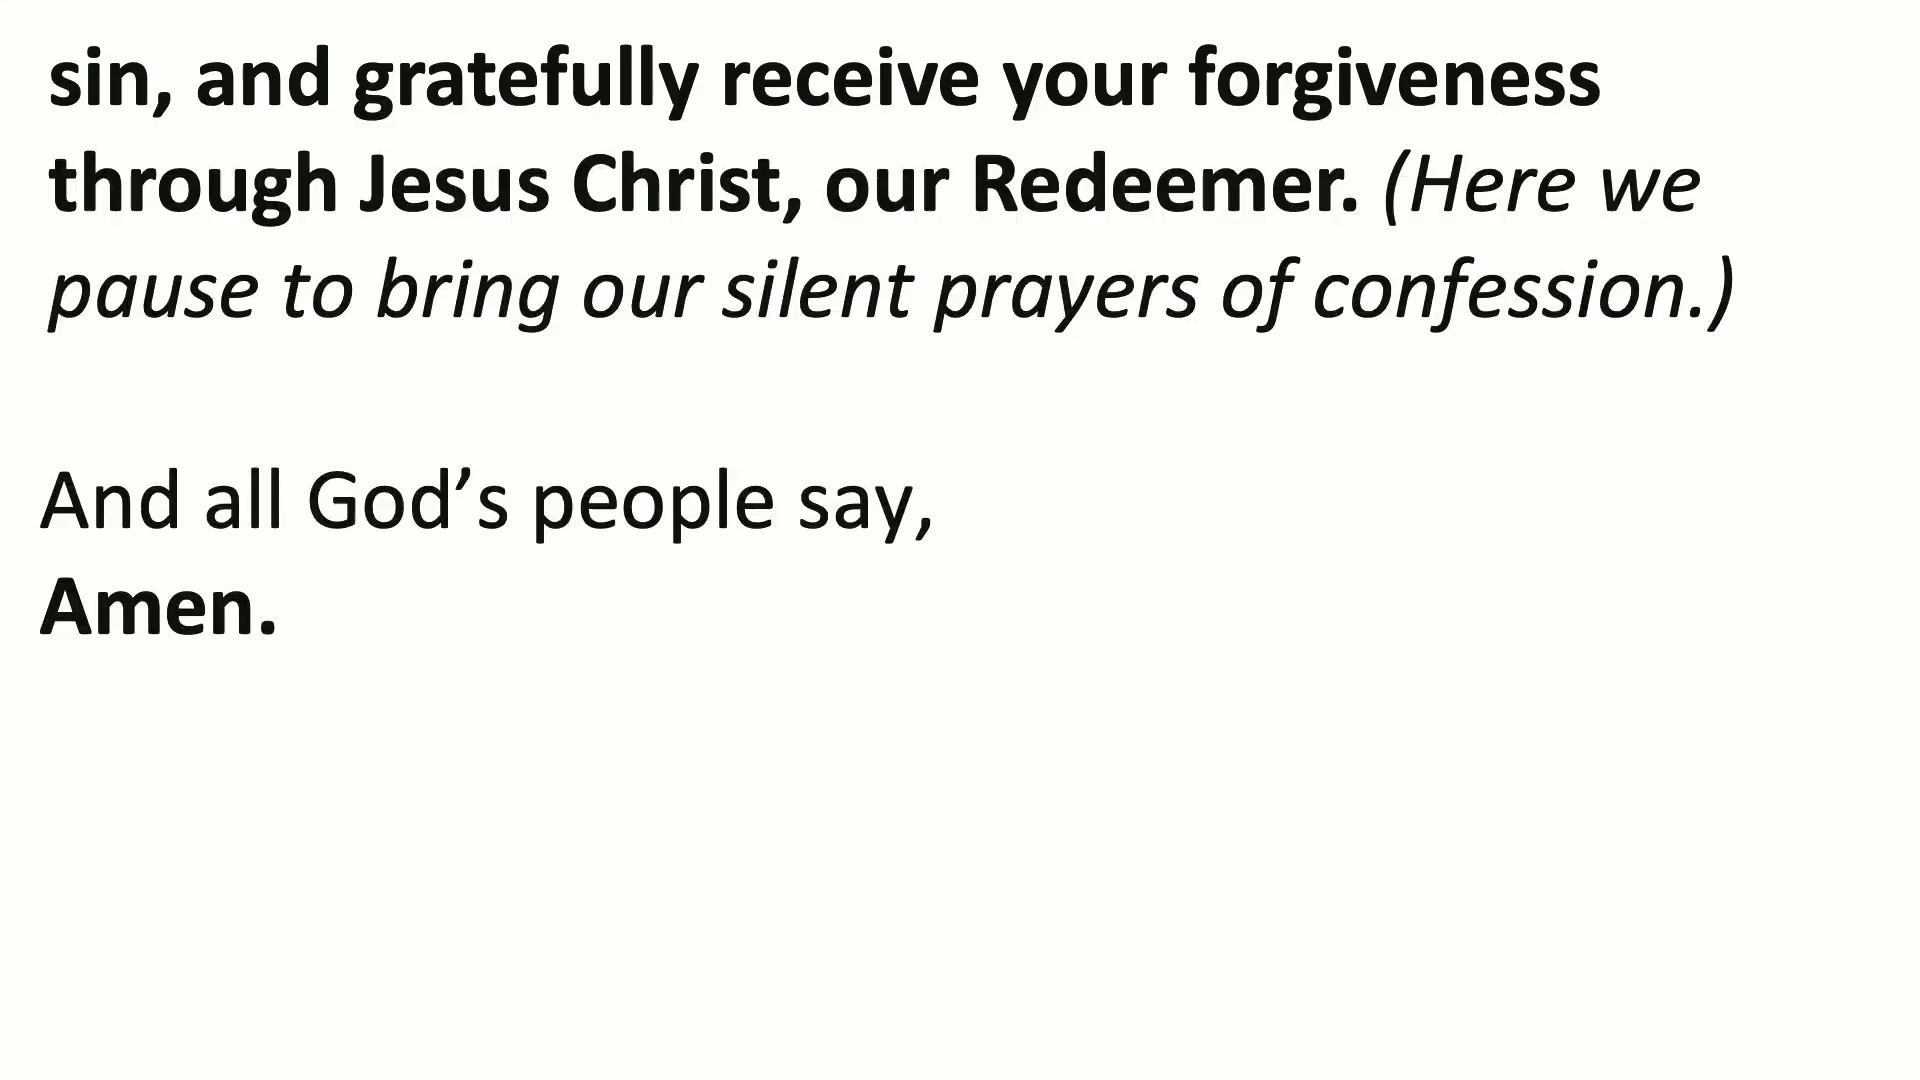 sin, and gratefully receive your forgiveness
through Jesus Christ, our Redeemer. (Here we
pause to bring our silent prayers of confession.)
And all God’s people say,
Amen.